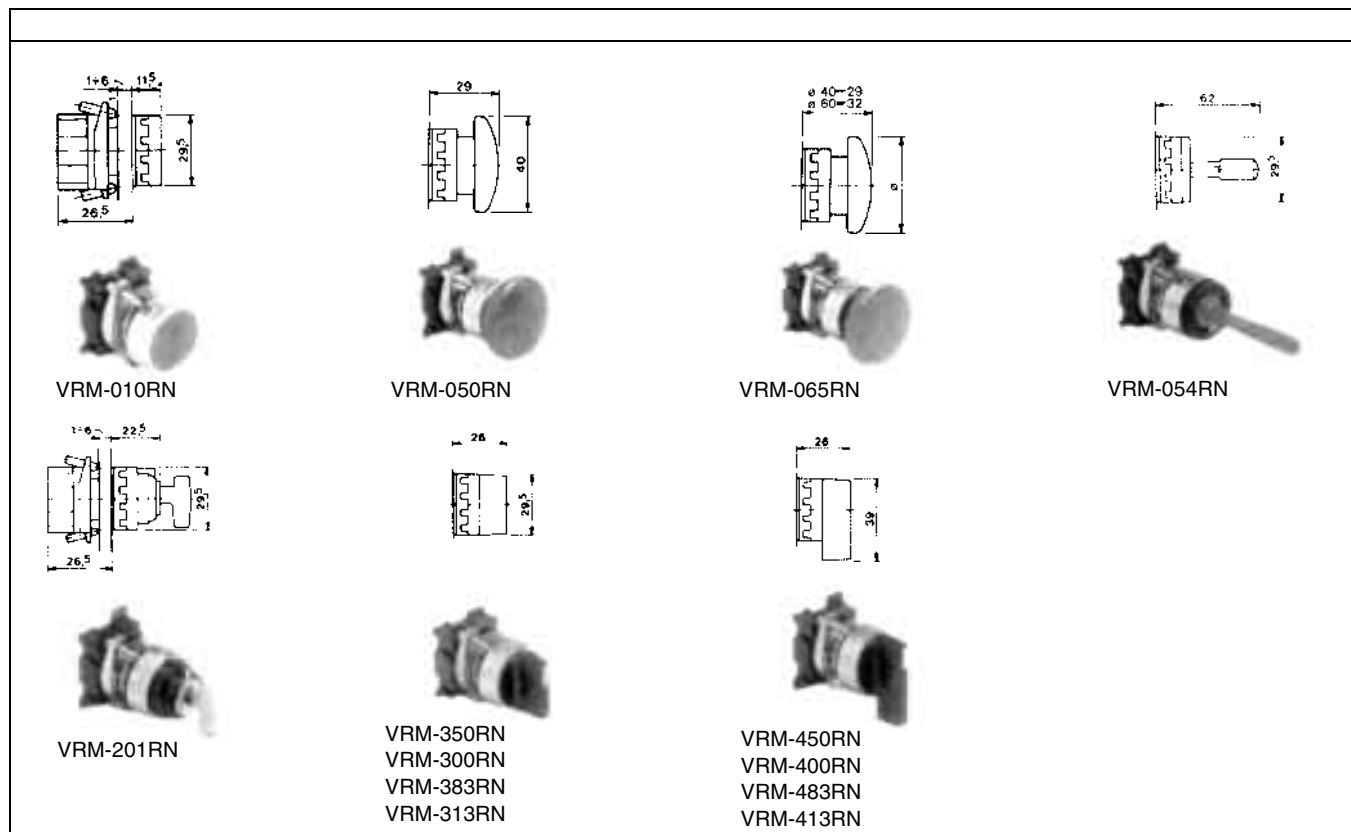 1÷6 11,5
29,5
26,5
29
40
ø 40=29
ø 60=32
ø
62
29,5
VRM-010RN
VRM-050RN
VRM-065RN
VRM-054RN
1÷6 22,5
29,5
26,5
26
29,5
26
39
VRM-201RN
VRM-350RN
VRM-300RN
VRM-383RN
VRM-313RN
VRM-450RN
VRM-400RN
VRM-483RN
VRM-413RN